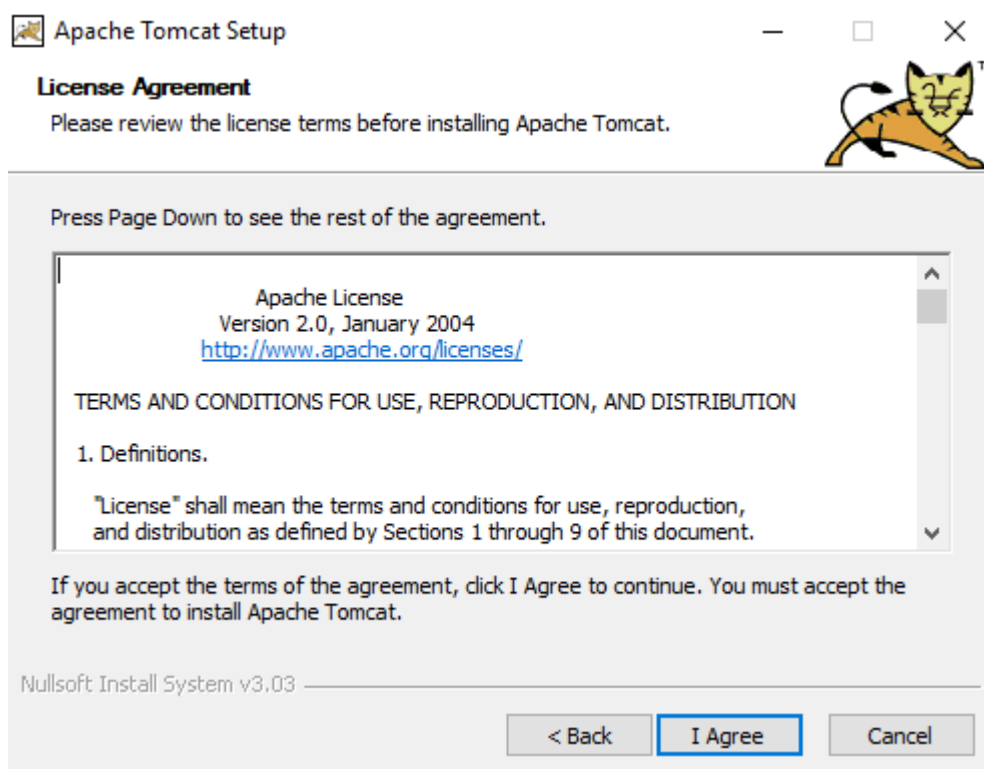 Apache Tomcat Setup
License Agreement
Please review the license terms before installing Apache Tomcat.
Press Page Down to see the rest of the agreement.
Apache License
Version 2.0, January 2004
http://www.apache.org/licenses/
TERMS AND CONDITIONS FOR USE, REPRODUCTION, AND DISTRIBUTION
1. Definitions.
"License" shall mean the terms and conditions for use, reproduction,
and distribution as defined by Sections 1 through 9 of this document.
If you accept the terms of the agreement, click I Agree to continue. You must accept the
agreement to install Apache Tomcat.
Nullsoft Install System v3.03
< Back
I Agree
Cancel